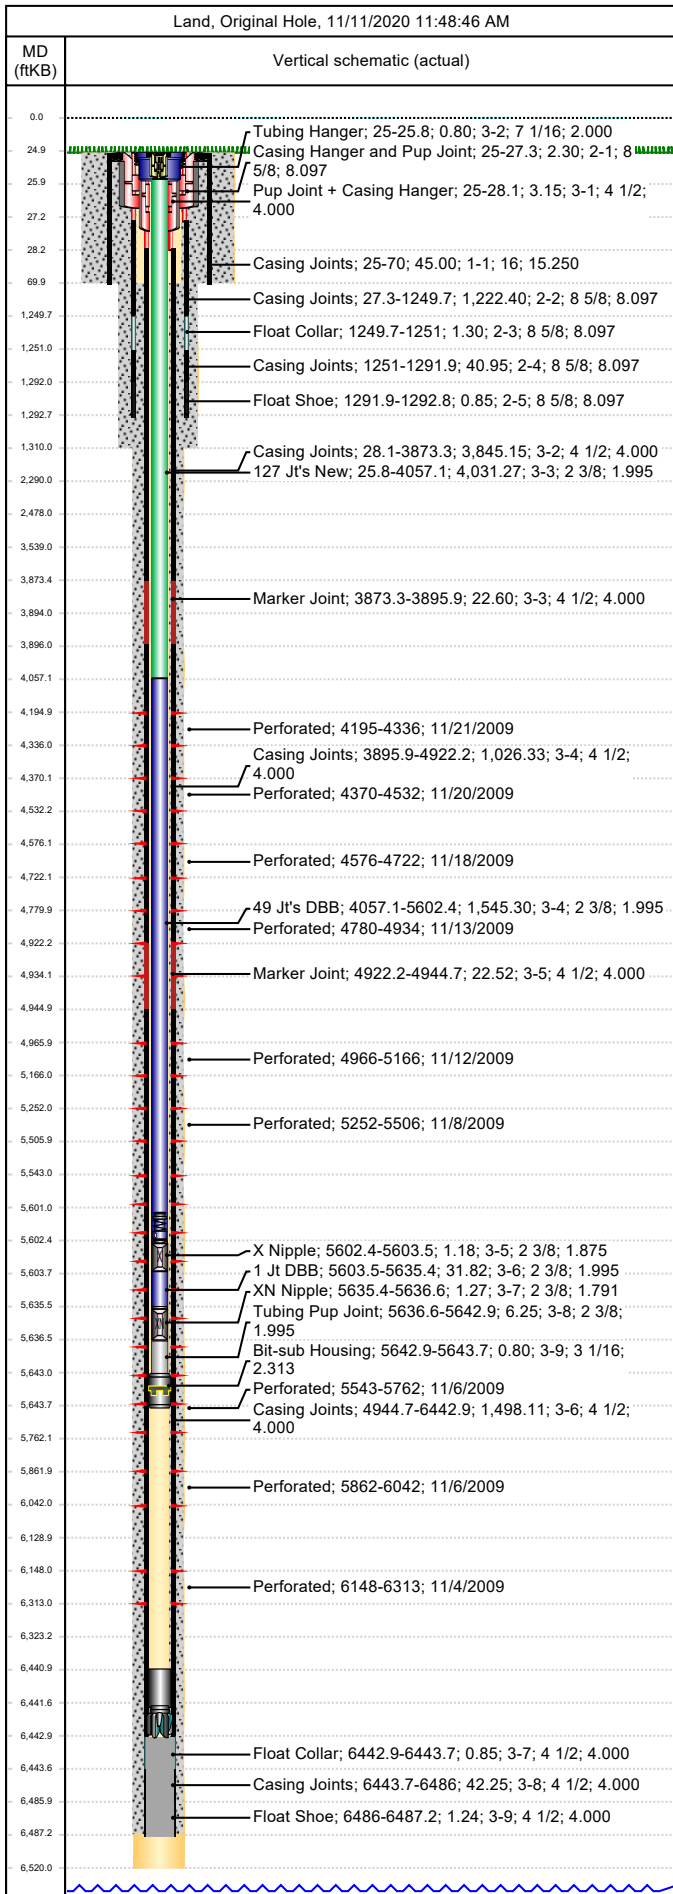 Land, Original Hole, 11/11/2020 11:48:46 AM
MD
(ftKB)
Vertical schematic (actual)
0.0
24.9
25.9
27.2
28.2
69.9
1,249.7
1,251.0
1,292.0
1,292.7
1,310.0
2,290.0
2,478.0
3,539.0
3,873.4
3,894.0
3,896.0
4,057.1
4,194.9
4,336.0
4,370.1
4,532.2
4,576.1
4,722.1
4,779.9
4,922.2
4,934.1
4,944.9
4,965.9
5,166.0
5,252.0
5,505.9
5,543.0
5,601.0
5,602.4
5,603.7
5,635.5
5,636.5
5,643.0
5,643.7
5,762.1
5,861.9
6,042.0
6,128.9
6,148.0
6,313.0
6,323.2
6,440.9
6,441.6
6,442.9
6,443.6
6,485.9
6,487.2
6,520.0
Tubing Hanger; 25-25.8; 0.80; 3-2; 7 1/16; 2.000
Casing Hanger and Pup Joint; 25-27.3; 2.30; 2-1; 8
5/8; 8.097
Pup Joint + Casing Hanger; 25-28.1; 3.15; 3-1; 4 1/2;
4.000
Casing Joints; 25-70; 45.00; 1-1; 16; 15.250
Casing Joints; 27.3-1249.7; 1,222.40; 2-2; 8 5/8; 8.097
Float Collar; 1249.7-1251; 1.30; 2-3; 8 5/8; 8.097
Casing Joints; 1251-1291.9; 40.95; 2-4; 8 5/8; 8.097
Float Shoe; 1291.9-1292.8; 0.85; 2-5; 8 5/8; 8.097
Casing Joints; 28.1-3873.3; 3,845.15; 3-2; 4 1/2; 4.000
127 Jt's New; 25.8-4057.1; 4,031.27; 3-3; 2 3/8; 1.995
Marker Joint; 3873.3-3895.9; 22.60; 3-3; 4 1/2; 4.000
Perforated; 4195-4336; 11/21/2009
Casing Joints; 3895.9-4922.2; 1,026.33; 3-4; 4 1/2;
4.000
Perforated; 4370-4532; 11/20/2009
Perforated; 4576-4722; 11/18/2009
49 Jt's DBB; 4057.1-5602.4; 1,545.30; 3-4; 2 3/8; 1.995
Perforated; 4780-4934; 11/13/2009
Marker Joint; 4922.2-4944.7; 22.52; 3-5; 4 1/2; 4.000
Perforated; 4966-5166; 11/12/2009
Perforated; 5252-5506; 11/8/2009
X Nipple; 5602.4-5603.5; 1.18; 3-5; 2 3/8; 1.875
1 Jt DBB; 5603.5-5635.4; 31.82; 3-6; 2 3/8; 1.995
XN Nipple; 5635.4-5636.6; 1.27; 3-7; 2 3/8; 1.791
Tubing Pup Joint; 5636.6-5642.9; 6.25; 3-8; 2 3/8;
1.995
Bit-sub Housing; 5642.9-5643.7; 0.80; 3-9; 3 1/16;
2.313
Perforated; 5543-5762; 11/6/2009
Casing Joints; 4944.7-6442.9; 1,498.11; 3-6; 4 1/2;
4.000
Perforated; 5862-6042; 11/6/2009
Perforated; 6148-6313; 11/4/2009
Float Collar; 6442.9-6443.7; 0.85; 3-7; 4 1/2; 4.000
Casing Joints; 6443.7-6486; 42.25; 3-8; 4 1/2; 4.000
Float Shoe; 6486-6487.2; 1.24; 3-9; 4 1/2; 4.000